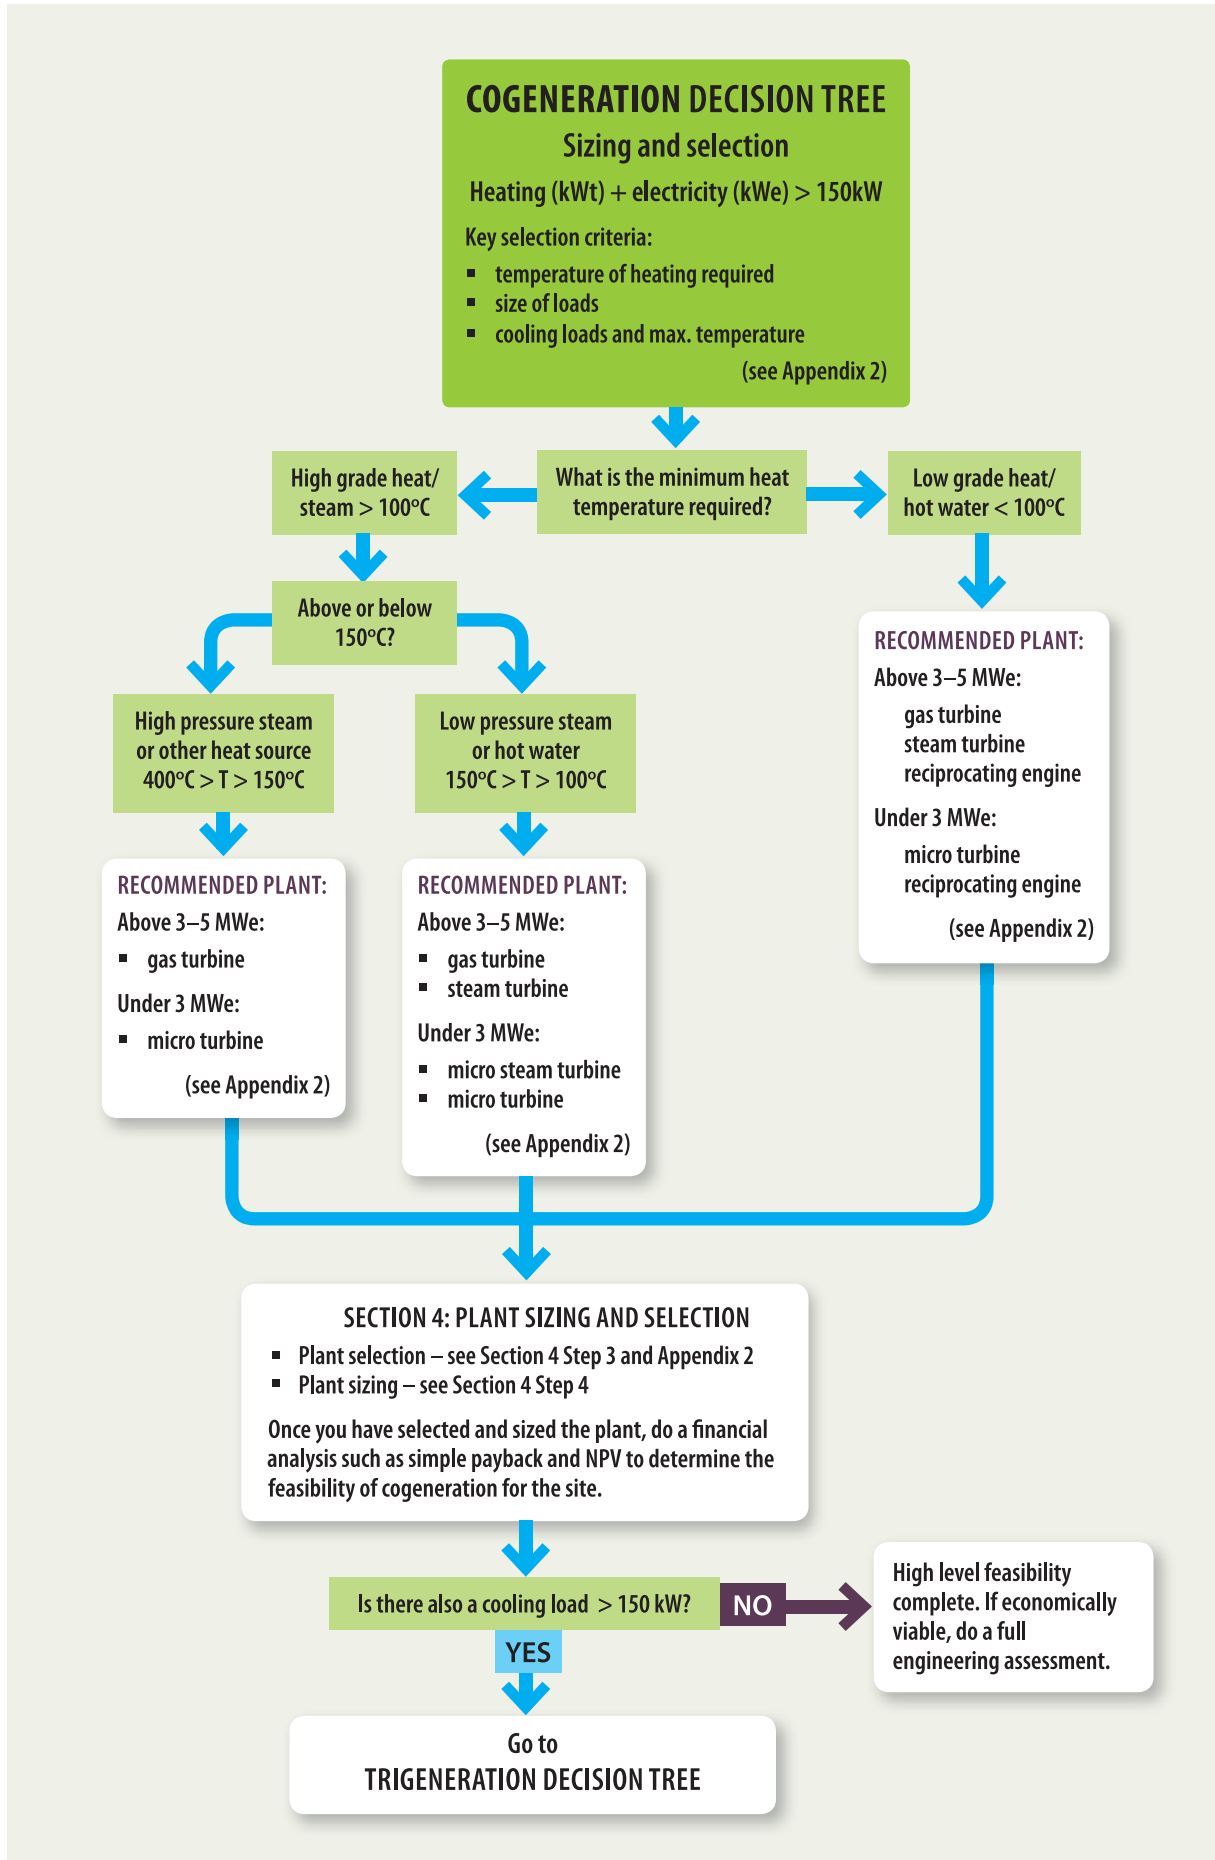 COGENERATION DECISION TREE
Sizing and selection
Heating (kWt) + electricity (kWe) > 150kW
Key selection criteria:
▪ temperature of heating required
▪ size of loads
▪ cooling loads and max. temperature
(see Appendix 2)
High grade heat/
steam > 100ºC
What is the minimum heat
temperature required?
Low grade heat/
hot water < 100ºC
Above or below
150ºC?
High pressure steam
or other heat source
400ºC > T > 150ºC
Low pressure steam
or hot water
150ºC > T > 100ºC
RECOMMENDED PLANT:
Above 3–5 MWe:
gas turbine
steam turbine
reciprocating engine
Under 3 MWe:
micro turbine
reciprocating engine
(see Appendix 2)
RECOMMENDED PLANT:
Above 3–5 MWe:
▪ gas turbine
Under 3 MWe:
▪ micro turbine
(see Appendix 2)
RECOMMENDED PLANT:
Above 3–5 MWe:
▪ gas turbine
▪ steam turbine
Under 3 MWe:
▪ micro steam turbine
▪ micro turbine
(see Appendix 2)
SECTION 4: PLANT SIZING AND SELECTION
▪ Plant selection – see Section 4 Step 3 and Appendix 2
▪ Plant sizing – see Section 4 Step 4
Once you have selected and sized the plant, do a financial
analysis such as simple payback and NPV to determine the
feasibility of cogeneration for the site.
Is there also a cooling load > 150 kW?
NO
High level feasibility
complete. If economically
viable, do a full
engineering assessment.
YES
Go to
TRIGENERATION DECISION TREE